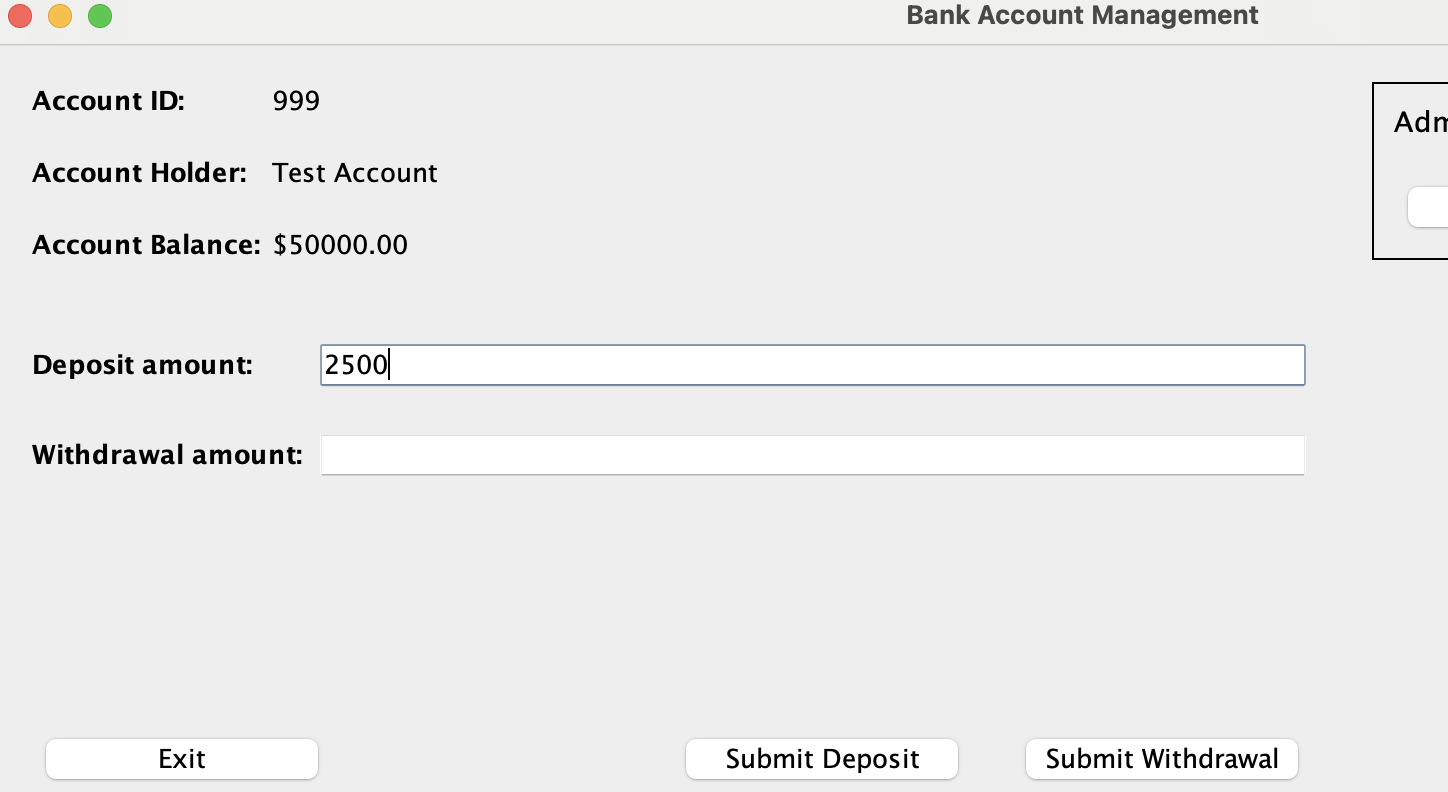 Bank Account Management
Account ID: 999
Adm
Account Holder: Test Account
Account Balance: $50000.00
Deposit amount: 2500
Withdrawal amount:
Exit Submit Deposit Submit Withdrawal